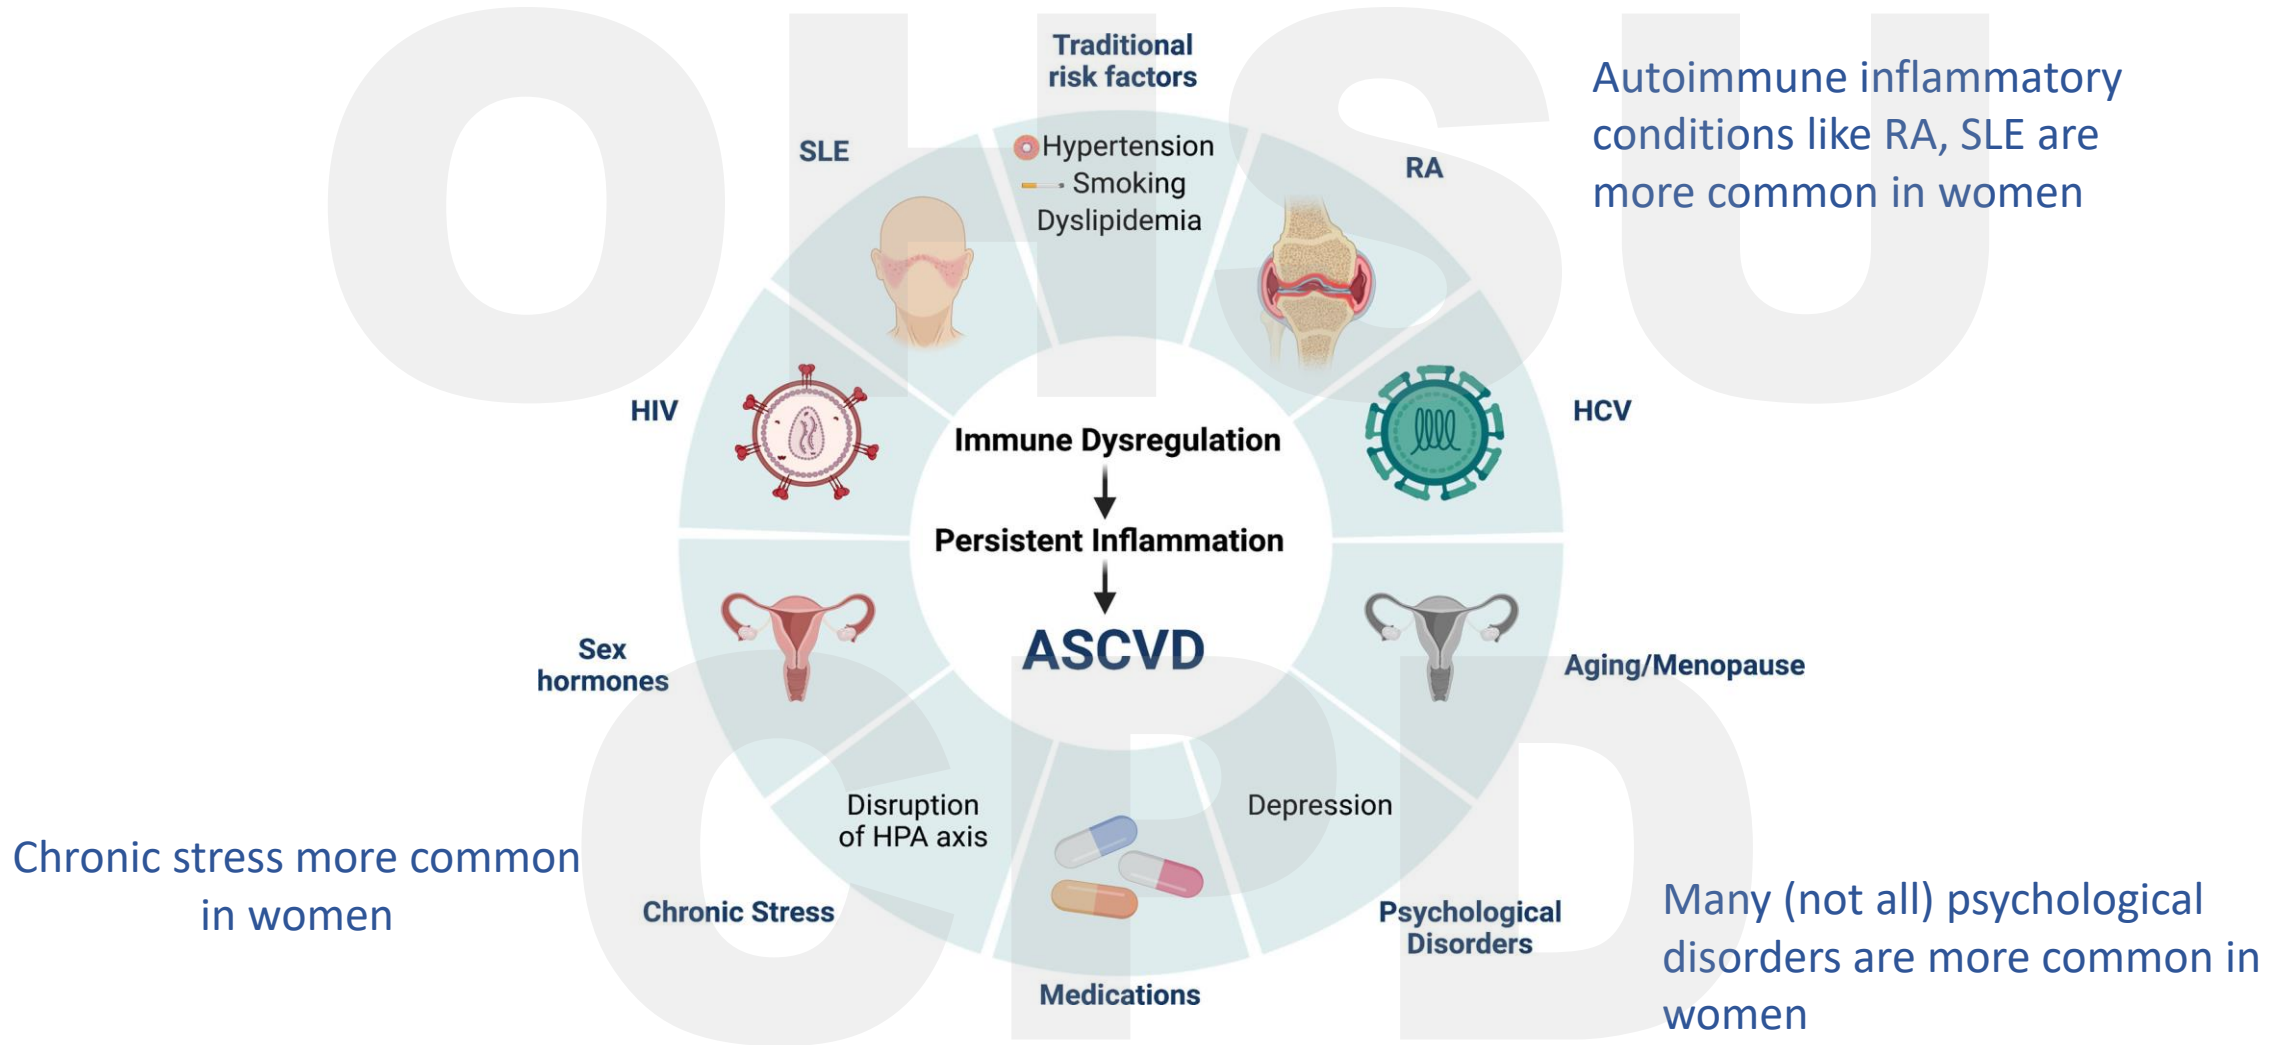 OHSU
CPD
Traditional
risk factors
Hypertension
Smoking
Dyslipidemia
SLE
RA
Autoimmune inflammatory
conditions like RA, SLE are
more common in women
HIV
HCV
Immune Dysregulation
Persistent Inflammation
ASCVD
Sex
hormones
Aging/Menopause
Disruption
of HPA axis
Depression
Chronic stress more common
in women
Chronic Stress
Medications
Psychological
Disorders
Many (not all) psychological
disorders are more common in
women